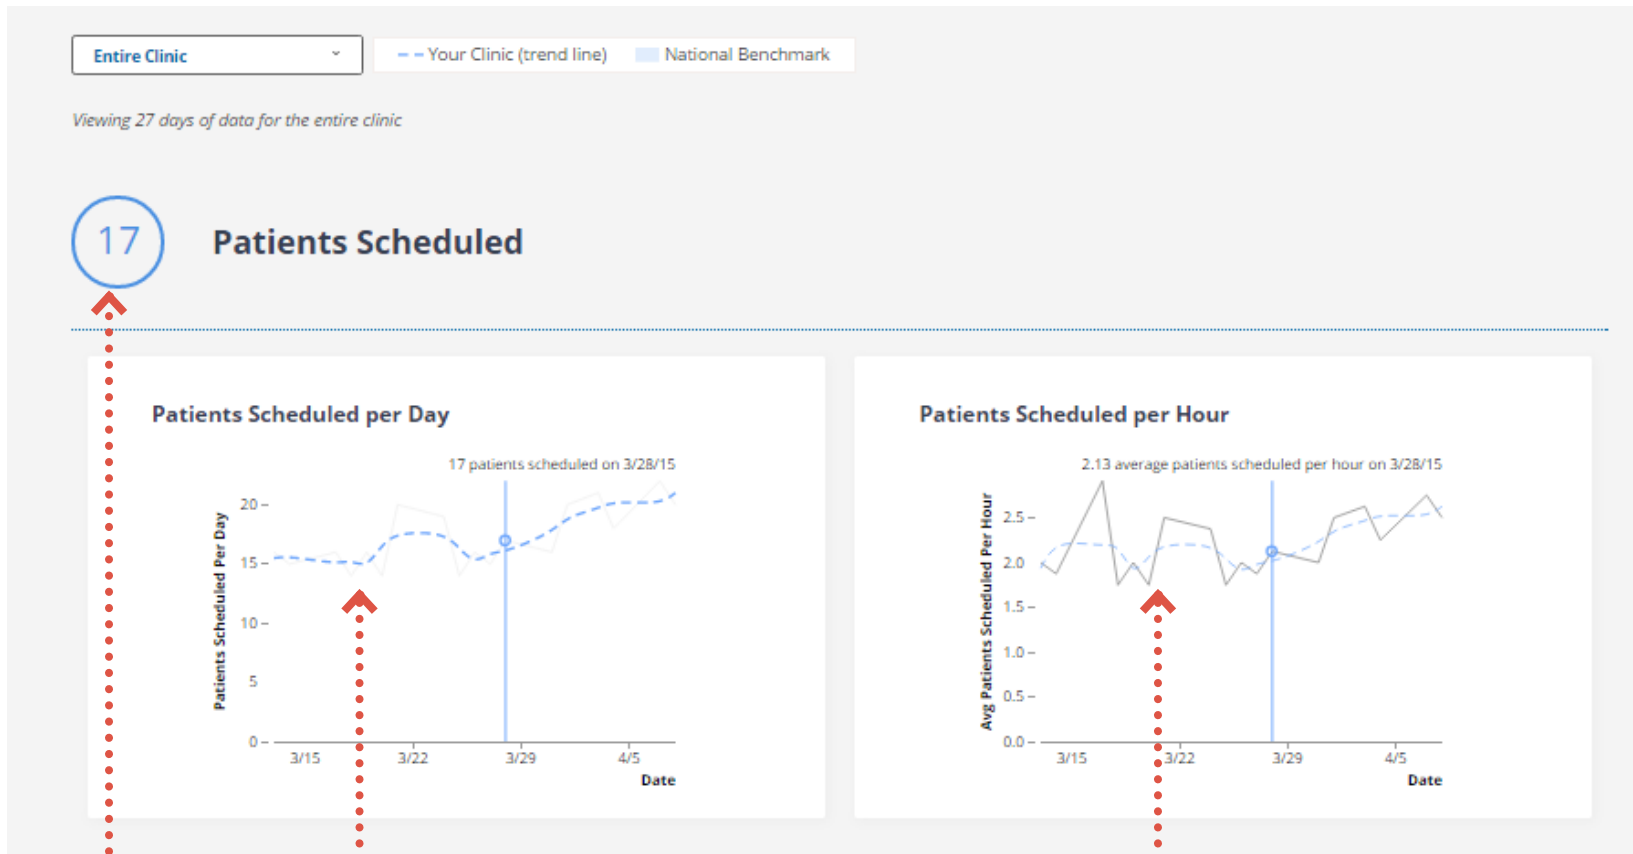 Entire Clinic
Your Clinic (trend line)
National Benchmark
Viewing 27 days of data for the entire clinic
17
Patients Scheduled
Patients Scheduled per Day
17 patients scheduled on 3/28/15
Patients Scheduled Per Day
20
15
10
5
0
3/15
3/22
3/29
4/5
Date
Patients Scheduled per Hour
2.13 average patients scheduled per hour on 3/28/15
Avg Patients Scheduled Per Hour
2.5
2.0
1.5
1.0
0.5
0.0
3/15
3/22
3/29
4/5
Date